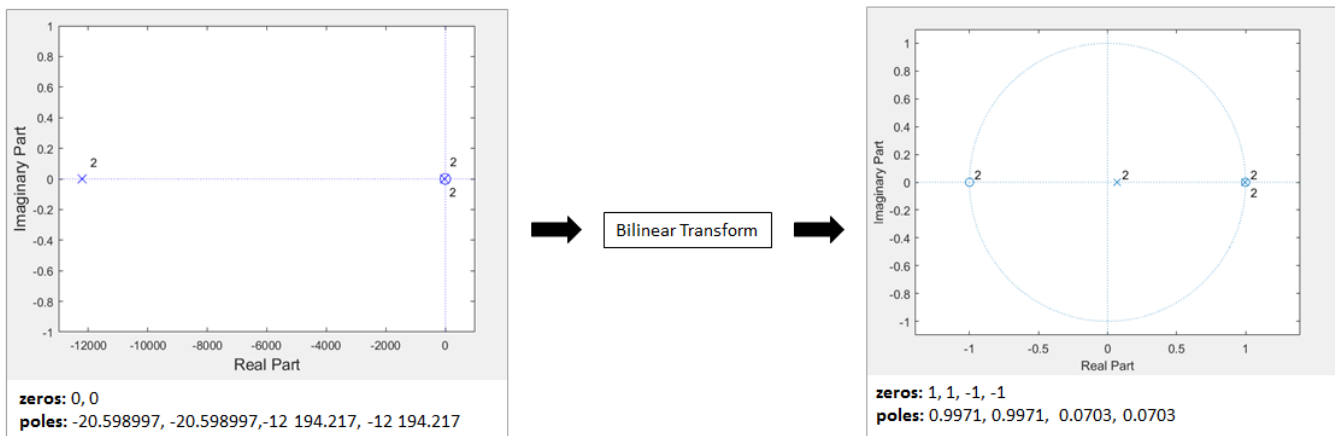 1
0.8
0.6
0.4
0.2
0
-0.2
-0.4
-0.6
-0.8
-1
Imaginary Part
2
2
2
-12000 -10000 -8000 -6000 -4000 -2000 0
Real Part
zeros: 0, 0
poles: -20.598997, -20.598997,-12 194.217, -12 194.217
Bilinear Transform
1
0.8
0.6
0.4
0.2
0
-0.2
-0.4
-0.6
-0.8
-1
Imaginary Part
2
2
2
2
-1 -0.5 0 0.5 1
Real Part
zeros: 1, 1, -1, -1
poles: 0.9971, 0.9971, 0.0703, 0.0703